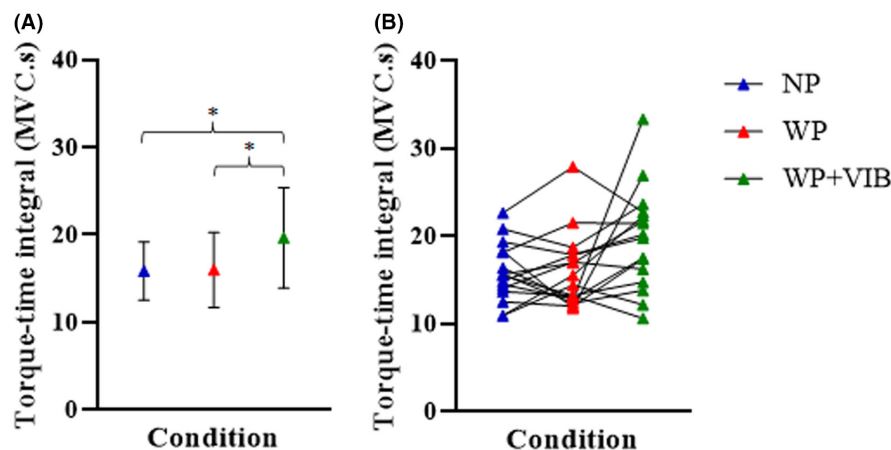 (A)
Torque-time integral (MVC.s)
40
30
20
10
0
*
*
Condition
(B)
Torque-time integral (MVC.s)
40
30
20
10
0
Condition
NP
WP
WP+VIB